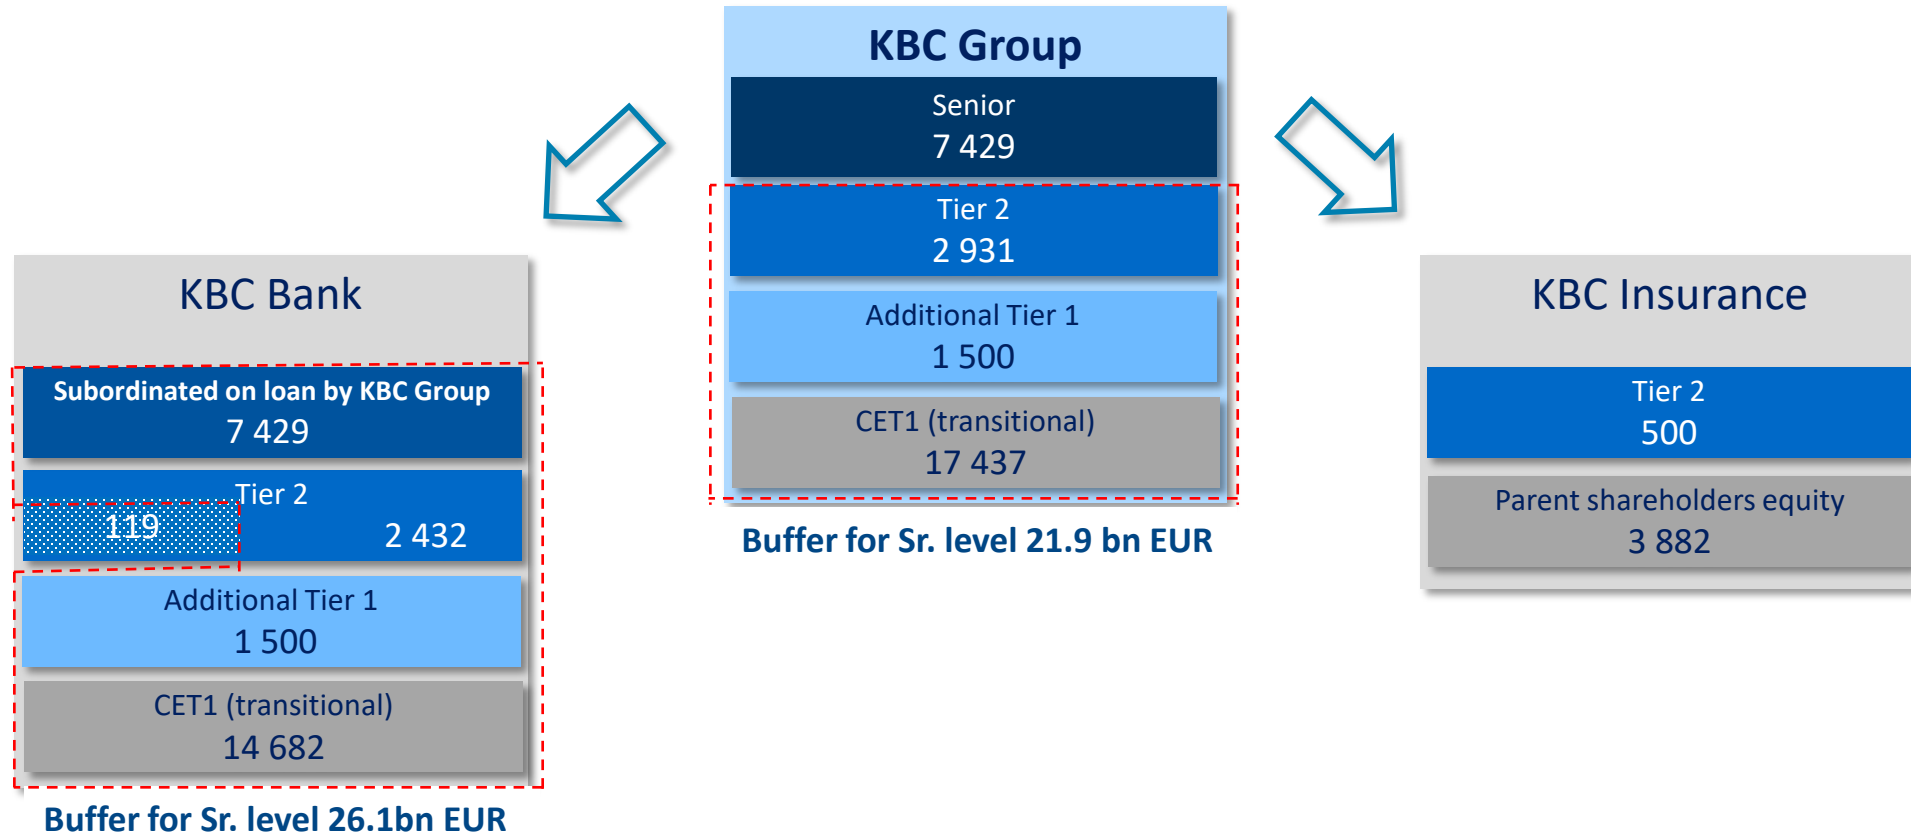 KBC Group
Senior
7 429
Tier 2
2 931
Additional Tier 1
1 500
CET1 (transitional)
17 437
Buffer for Sr. level 21.9 bn EUR
KBC Bank
Subordinated on loan by KBC Group
7 429
Tier 2
119
2 432
Additional Tier 1
1 500
CET1 (transitional)
14 682
Buffer for Sr. level 26.1bn EUR
KBC Insurance
Tier 2
500
Parent shareholders equity
3 882